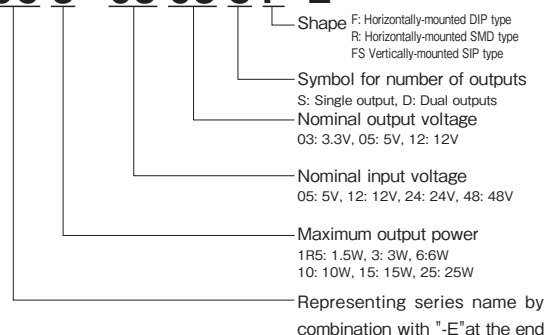 Shape F: Horizontally-mounted DIP type
R: Horizontally-mounted SMD type
FS Vertically-mounted SIP type
Symbol for number of outputs
S: Single output, D: Dual outputs
Nominal output voltage
03: 3.3V, 05: 5V, 12: 12V
Nominal input voltage
05: 5V, 12: 12V, 24: 24V, 48: 48V
Maximum output power
1R5: 1.5W, 3: 3W, 6:6W
10: 10W, 15: 15W, 25: 25W
Representing series name by
combination with "-E"at the end